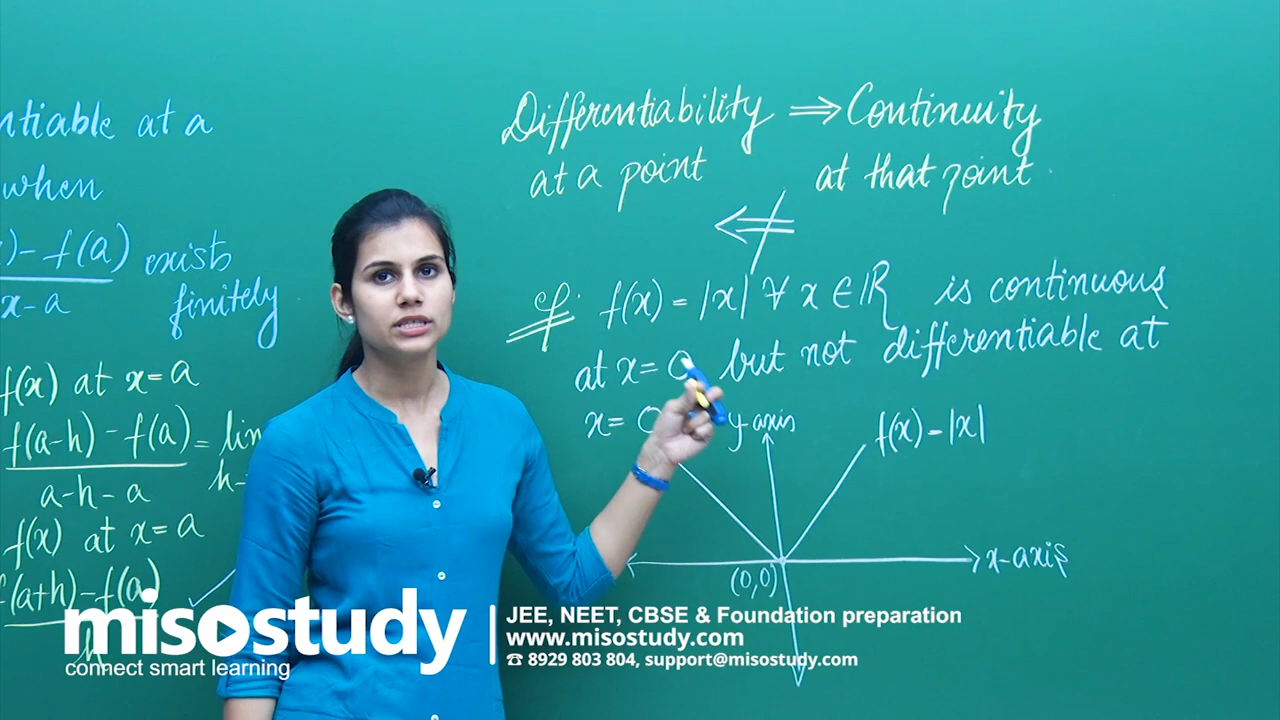 ntiable at a
when
) - f(a) exists
x-a finitely
f(x) at x = a
f(a-h) - f(a) = lim
a-h-a h-
f(x) at x = a
f(a+h) - f(a)
h
Differentiability ⟹ Continuity
at a point at that point
⇍
eg. f(x) = |x| ∀ x ∈ ℝ is continuous
at x = 0 but not differentiable at
x = 0
y axis
f(x) = |x|
x-axis
(0,0)
misostudy
connect smart learning
JEE, NEET, CBSE & Foundation preparation
www.misostudy.com
☎ 8929 803 804, support@misostudy.com